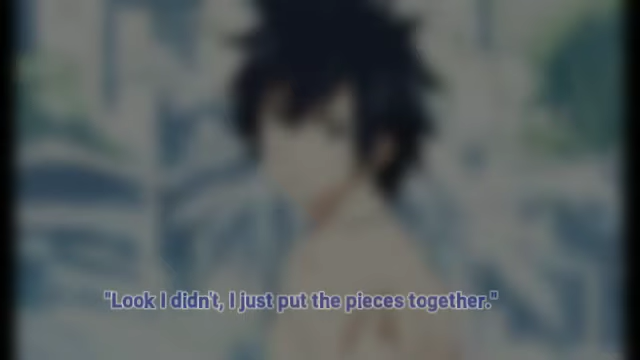 "Look I didn't, I just put the pieces together."